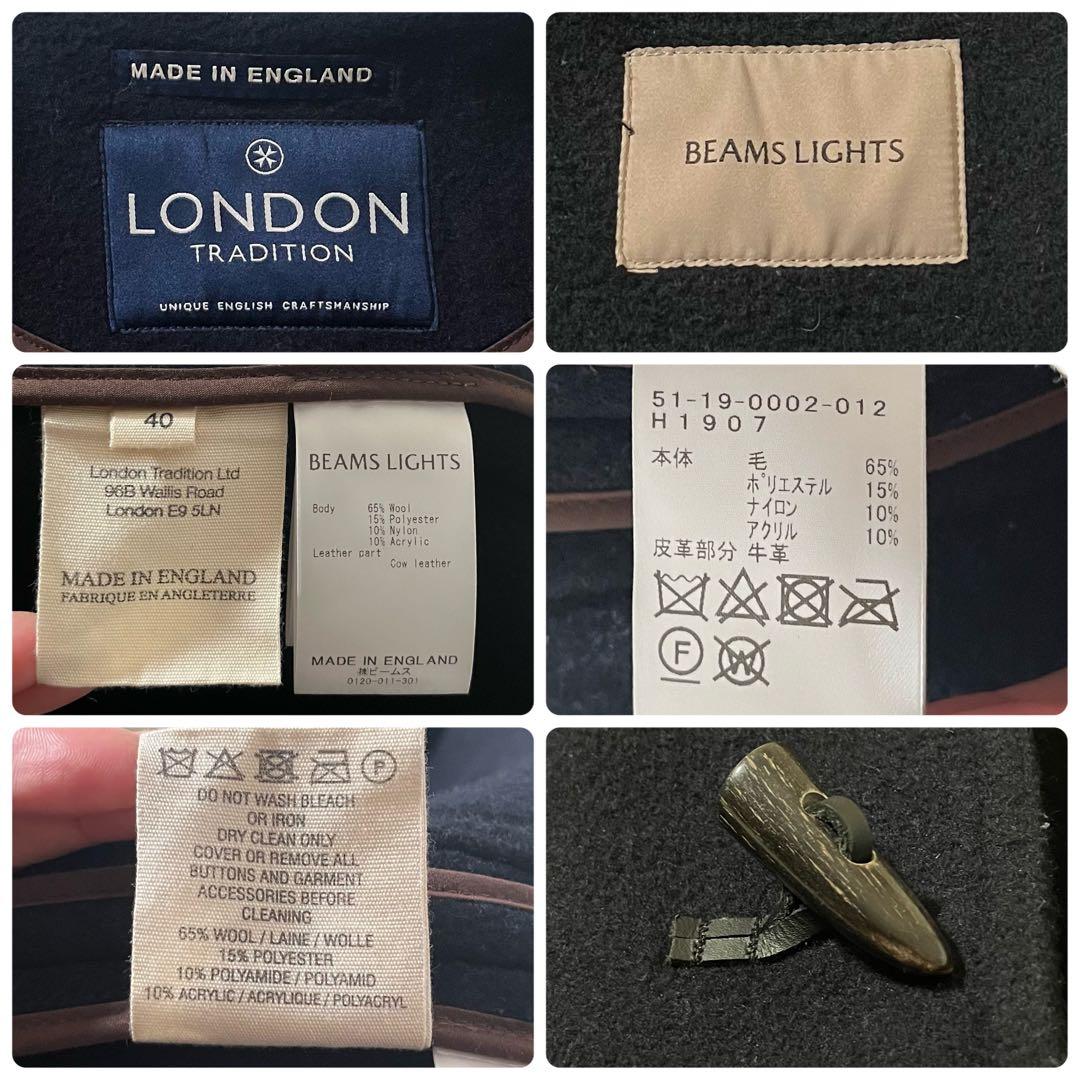 MADE IN ENGLAND
LONDON
TRADITION
UNIQUE ENGLISH CRAFTSMANSHIP
BEAMS LIGHTS
40
London Tradition Ltd
96B Wallis Road
London E9 5LN
MADE IN ENGLAND
FABRIQUE EN ANGLETERRE
BEAMS LIGHTS
Body 65% Wool
15% Polyester
10% Nylon
10% Acrylic
Leather part
Cow leather
MADE IN ENGLAND
㈱ビームス
0120-011-301
51-19-0002-012
H1907
本体 毛 65%
ポリエステル 15%
ナイロン 10%
アクリル 10%
皮革部分 牛革
F
W
P
DO NOT WASH BLEACH
OR IRON
DRY CLEAN ONLY
COVER OR REMOVE ALL
BUTTONS AND GARMENT
ACCESSORIES BEFORE
CLEANING
65% WOOL / LAINE / WOLLE
15% POLYESTER
10% POLYAMIDE / POLYAMID
10% ACRYLIC / ACRYLIQUE / POLYACRYL